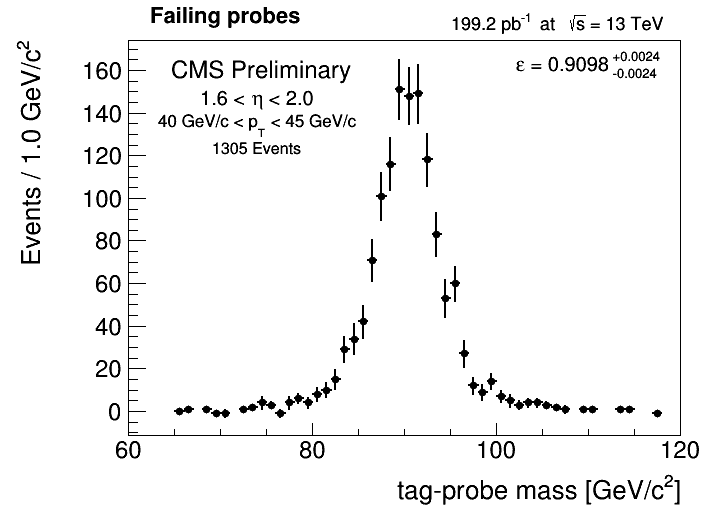 Failing probes
199.2 pb-1 at √s = 13 TeV
CMS Preliminary
1.6 < η < 2.0
40 GeV/c < pT < 45 GeV/c
1305 Events
ε = 0.9098 +0.0024 -0.0024
Events / 1.0 GeV/c2
160
140
120
100
80
60
40
20
0
60 80 100 120
tag-probe mass [GeV/c2]